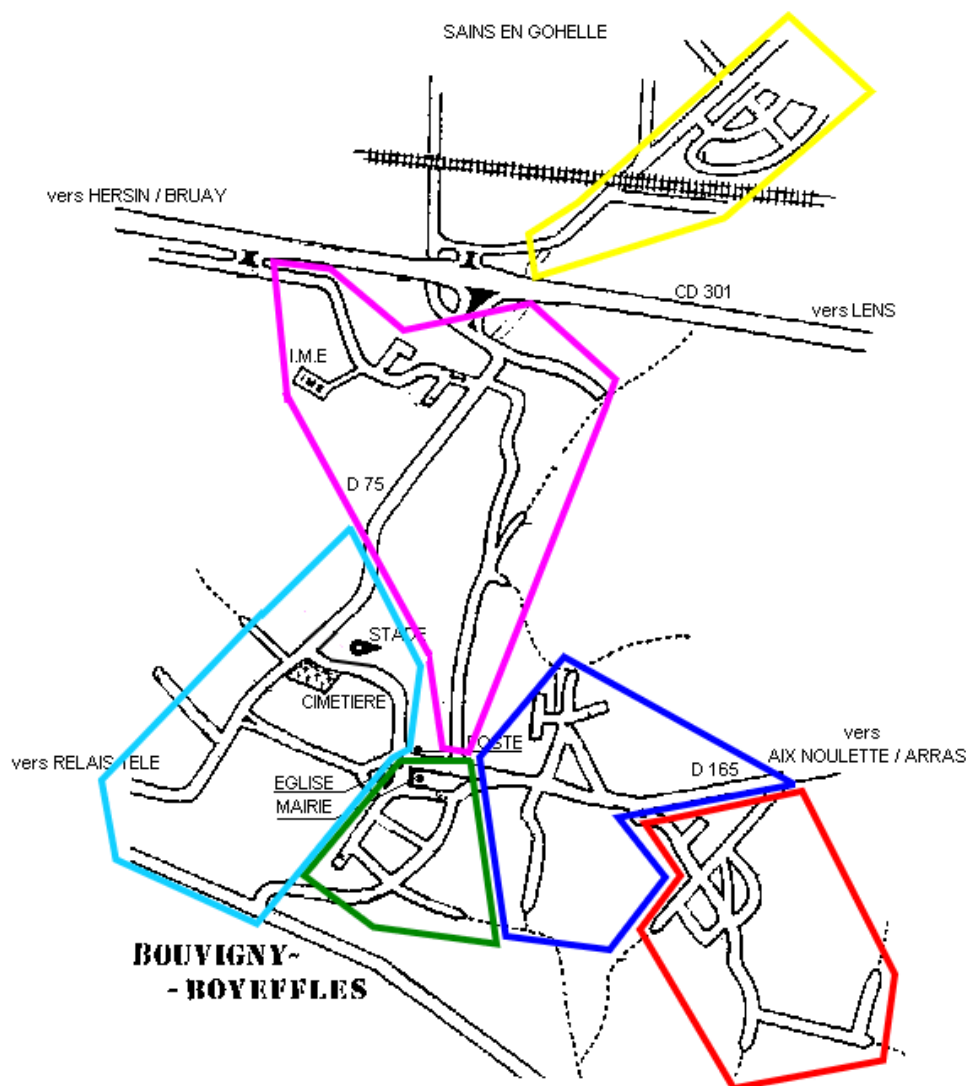 SAINS EN GOHELLE
vers HERSIN / BRUAY
CD 301
vers LENS
I.M.E
I M E
D 75
STADE
CIMETIERE
POSTE
vers
vers RELAIS TELE
AIX NOULETTE / ARRAS
D 165
EGLISE
MAIRIE
BOUVIGNY-
-BOYEFFLES